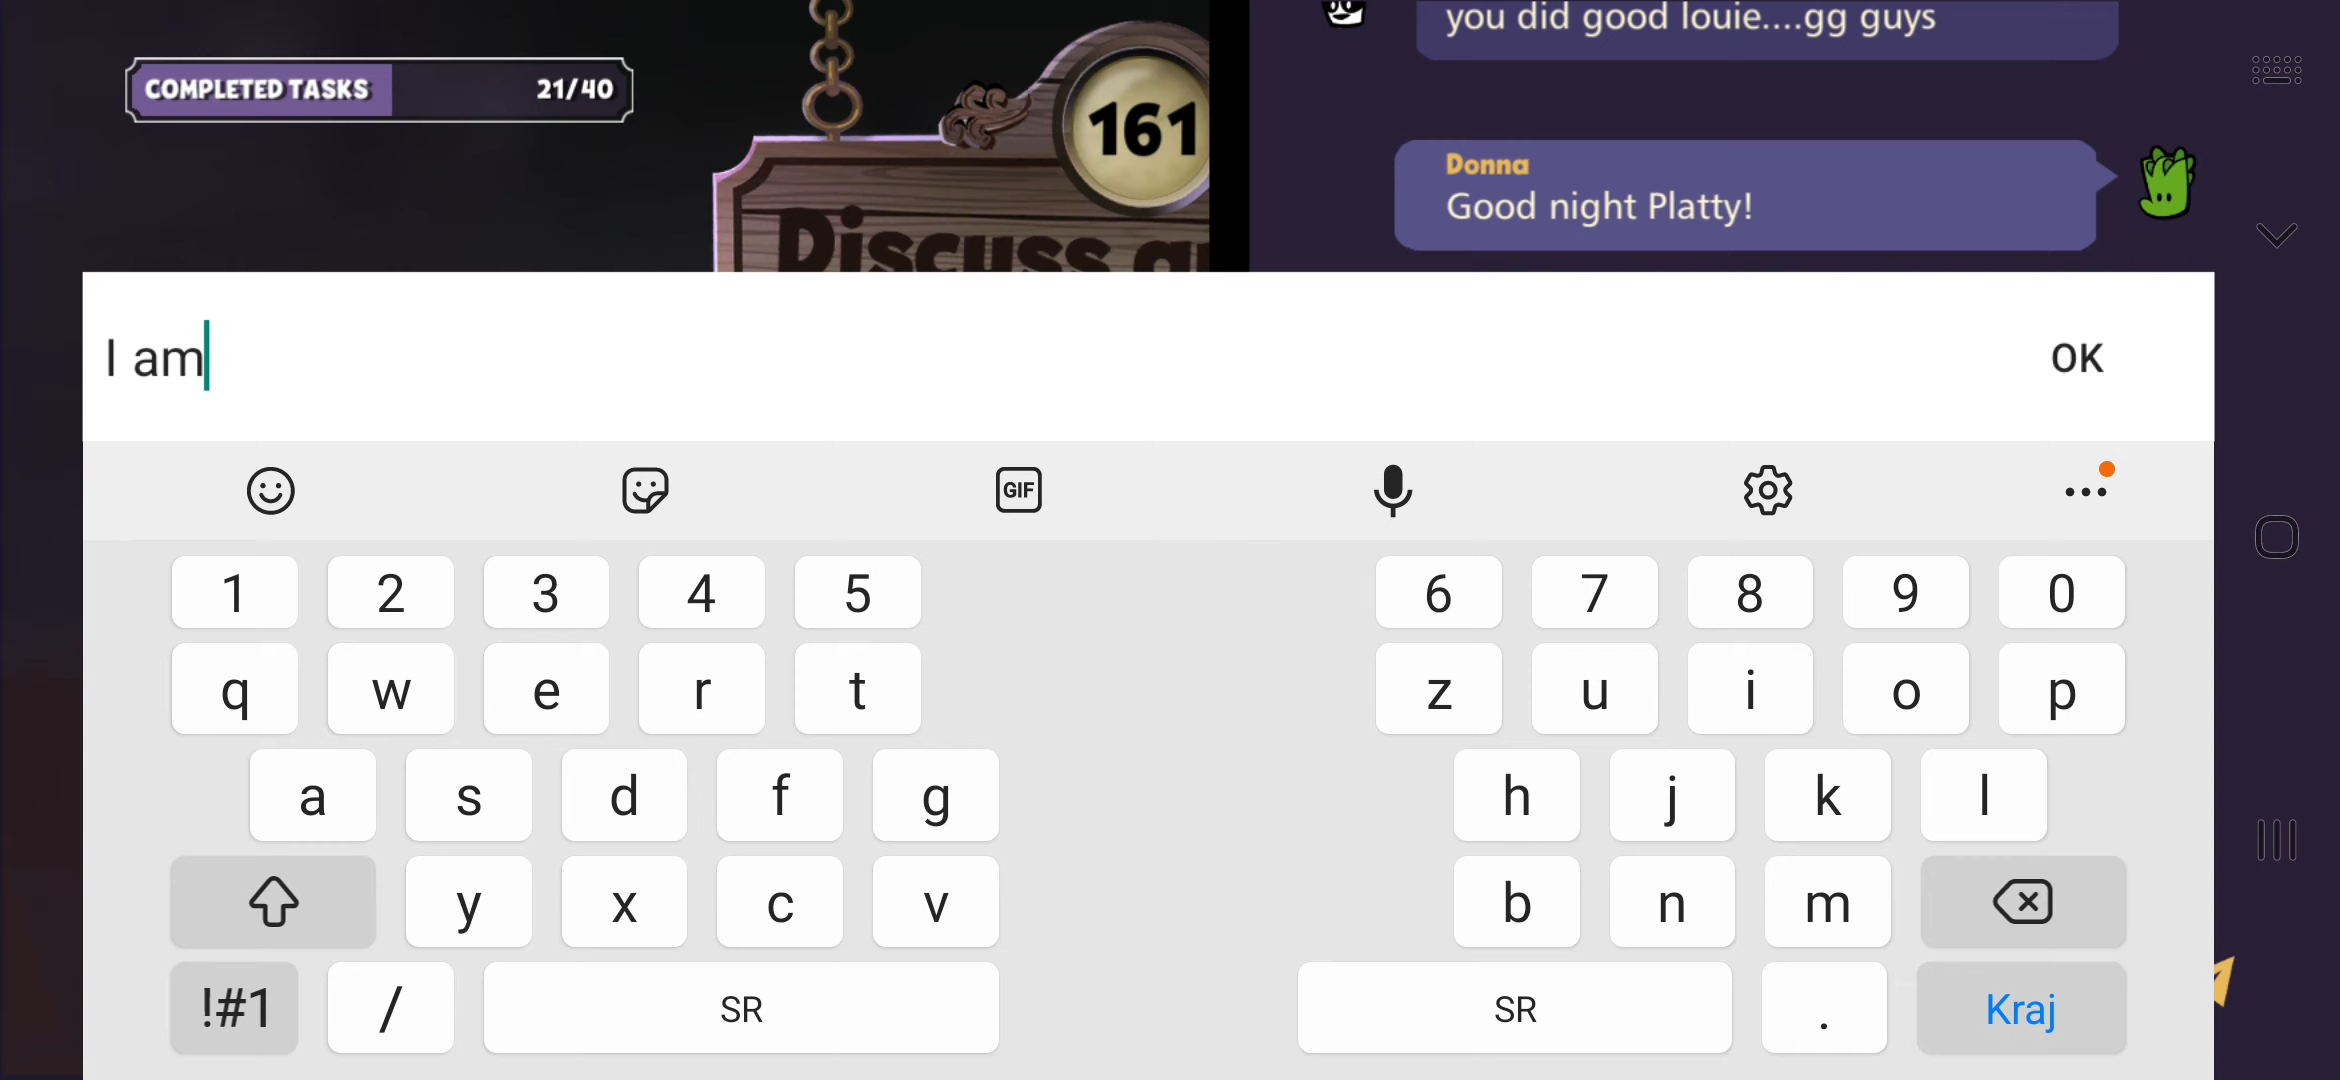 you did good louie....gg guys
COMPLETED TASKS 21/40
161
Donna
Good night Platty!
Discuss
I am
OK
GIF
1 2 3 4 5 6 7 8 9 0
q w e r t z u i o p
a s d f g h j k l
y x c v b n m
!#1 / SR SR . Kraj